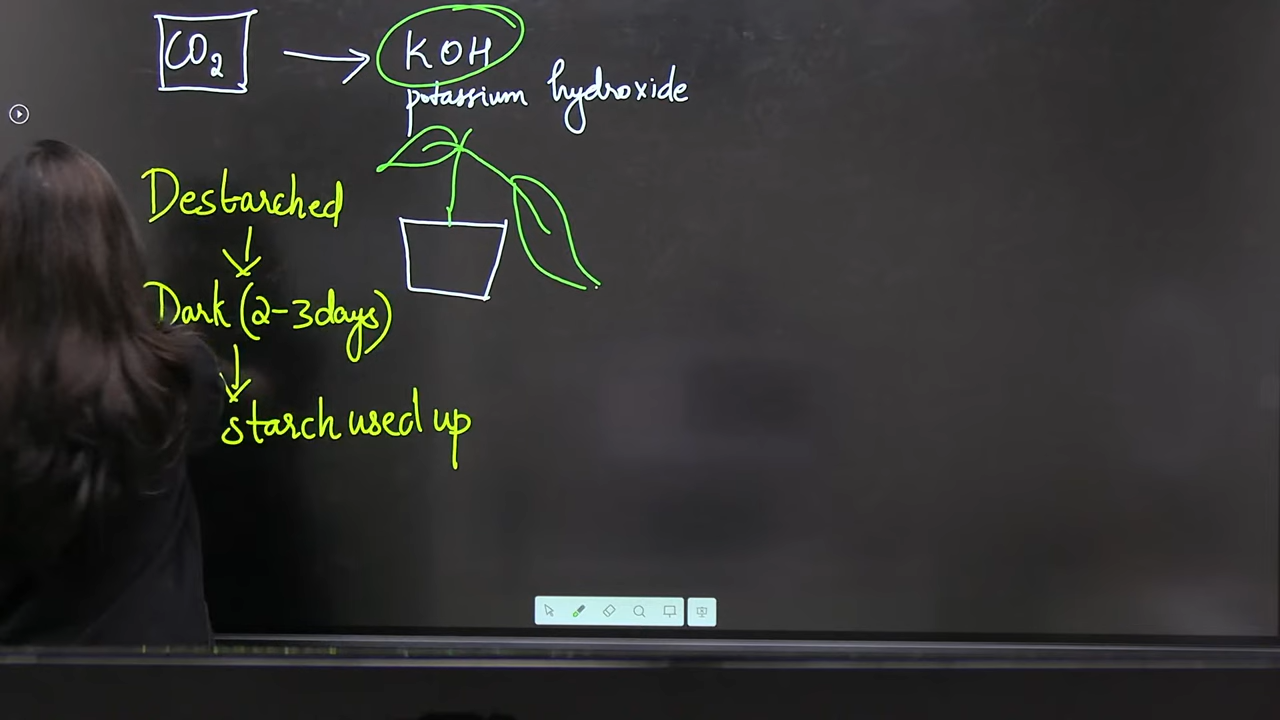 CO₂ → KOH
potassium hydroxide
Destarched
↓
Dark (2-3 days)
↓
starch used up